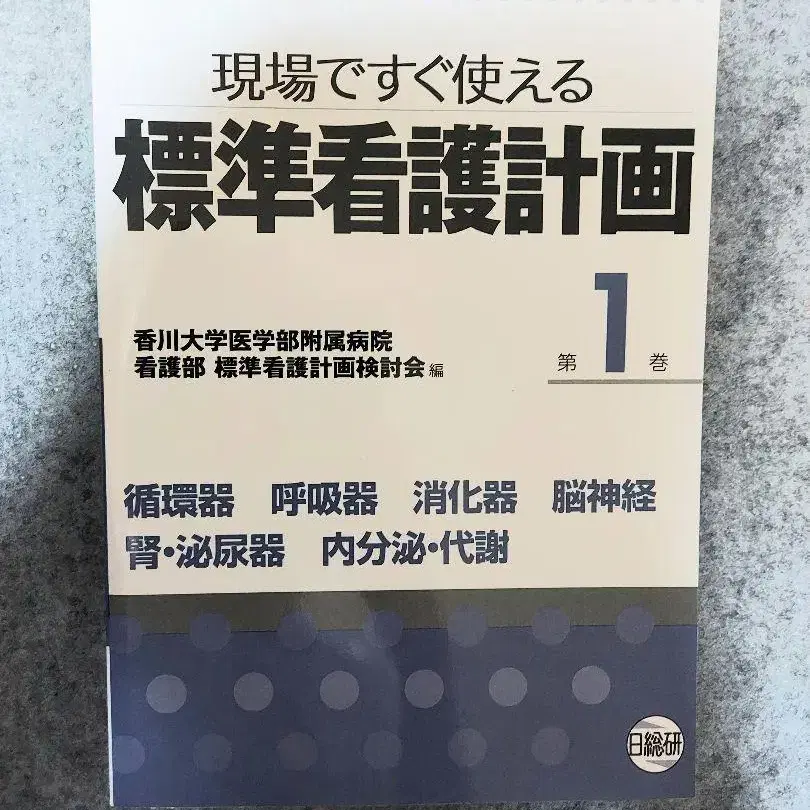 現場ですぐ使える
標準看護計画
香川大学医学部附属病院
看護部 標準看護計画検討会 編
第1巻
循環器 呼吸器 消化器 脳神経
腎・泌尿器 内分泌・代謝
日総研